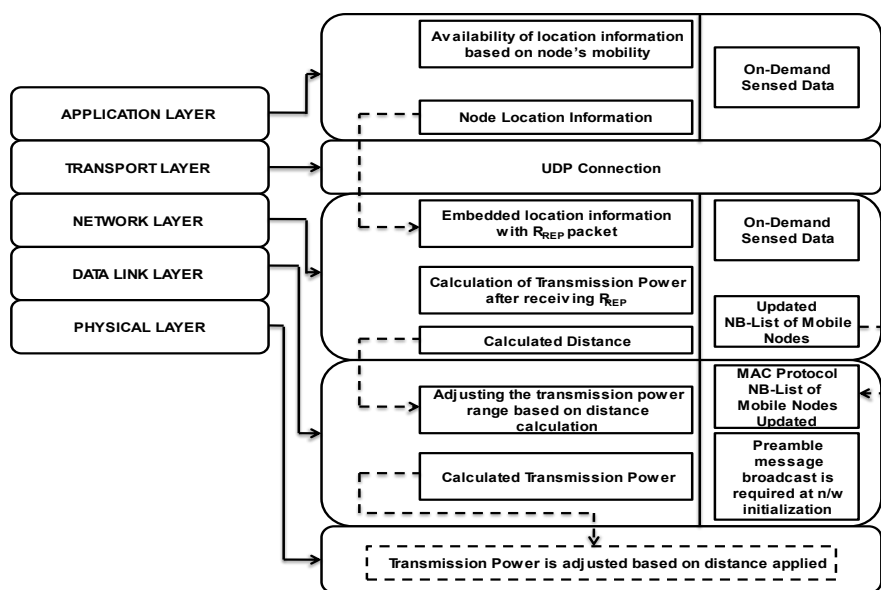 APPLICATION LAYER
TRANSPORT LAYER
NETWORK LAYER
DATA LINK LAYER
PHYSICAL LAYER
Availability of location information
based on node's mobility
Node Location Information
On-Demand
Sensed Data
UDP Connection
Embedded location information
with RREP packet
Calculation of Transmission Power
after receiving RREP
Calculated Distance
On-Demand
Sensed Data
Updated
NB-List of Mobile
Nodes
Adjusting the transmission power
range based on distance
calculation
Calculated Transmission Power
MAC Protocol
NB-List of
Mobile Nodes
Updated
Preamble
message
broadcast is
required at n/w
initialization
Transmission Power is adjusted based on distance applied